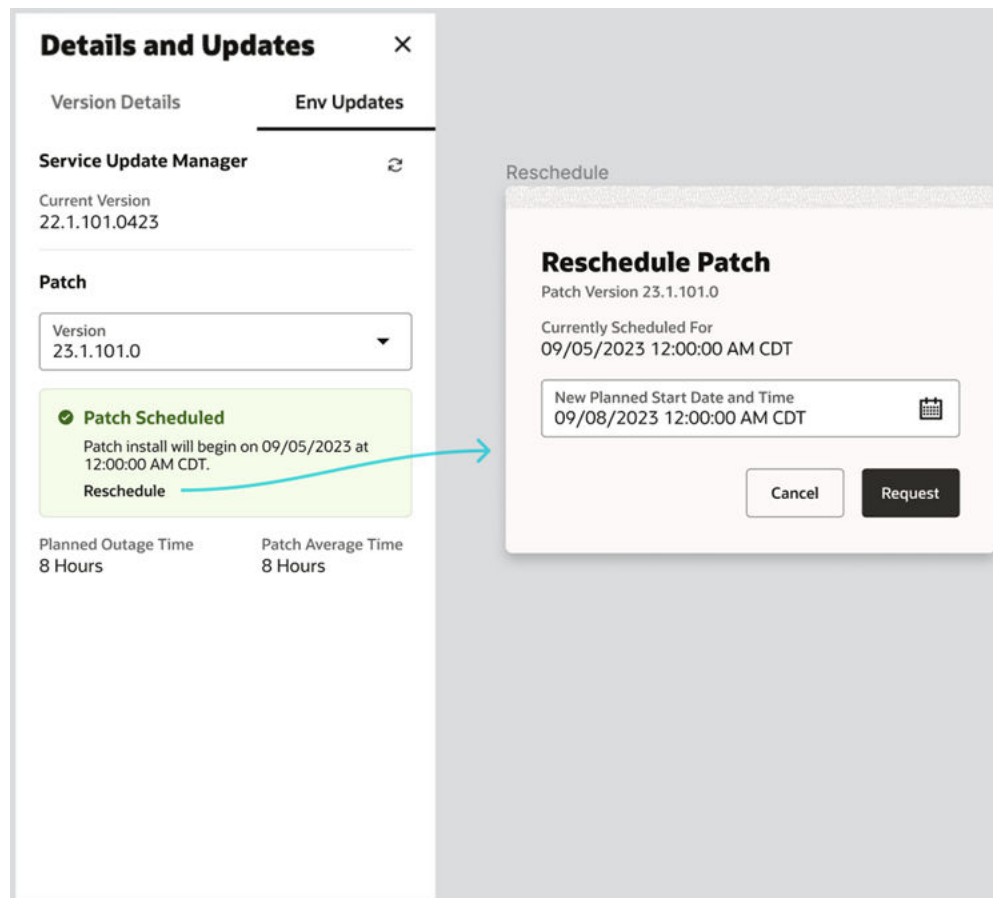 Details and Updates
Version Details
Env Updates
Service Update Manager
Current Version
22.1.101.0423
Patch
Version
23.1.101.0
Patch Scheduled
Patch install will begin on 09/05/2023 at
12:00:00 AM CDT.
Reschedule
Planned Outage Time
8 Hours
Patch Average Time
8 Hours
Reschedule
Reschedule Patch
Patch Version 23.1.101.0
Currently Scheduled For
09/05/2023 12:00:00 AM CDT
New Planned Start Date and Time
09/08/2023 12:00:00 AM CDT
Cancel
Request